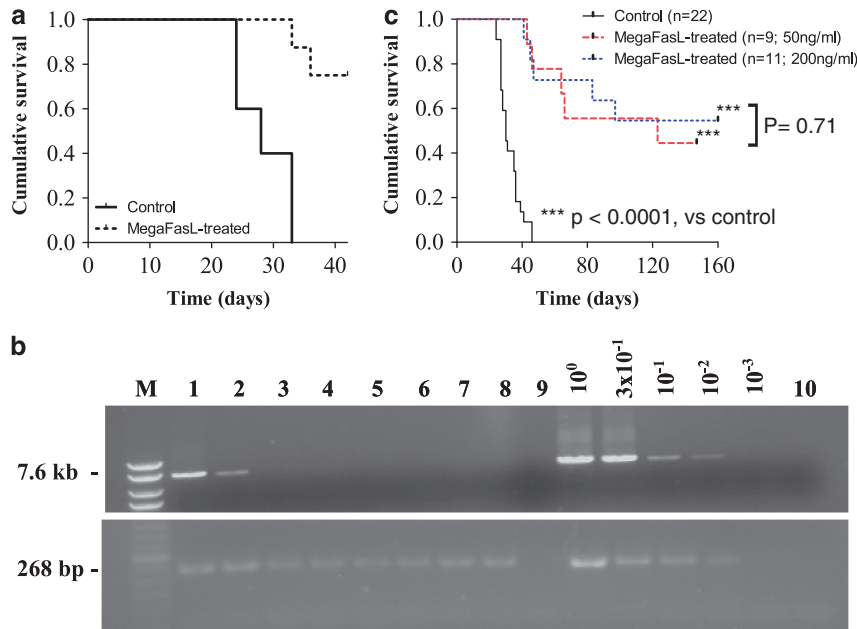 a
Cumulative survival
1.0
0.8
0.6
0.4
0.2
0.0
Control
MegaFasL-treated
0 10 20 30 40
Time (days)
c
Cumulative survival
1.0
0.8
0.6
0.4
0.2
0.0
Control (n=22)
MegaFasL-treated (n=9; 50ng/ml)
MegaFasL-treated (n=11; 200ng/ml)
***
***
P= 0.71
*** p < 0.0001, vs control
0 40 80 120 160
Time (days)
b
M 1 2 3 4 5 6 7 8 9 10⁰ 3x10⁻¹ 10⁻¹ 10⁻² 10⁻³ 10
7.6 kb -
268 bp -